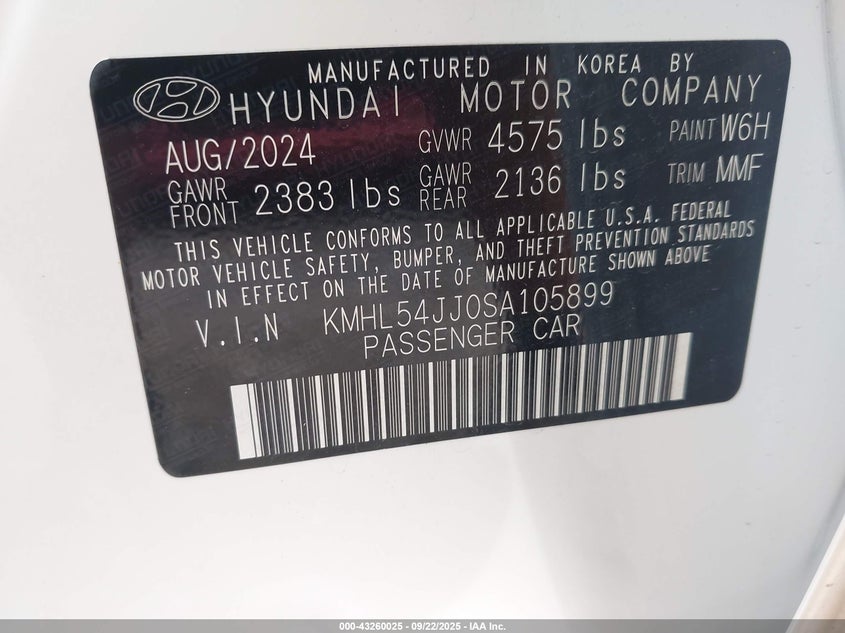 MANUFACTURED IN KOREA BY
HYUNDAI MOTOR COMPANY
AUG/2024 GVWR 4575 lbs PAINT W6H
GAWR FRONT 2383 lbs GAWR REAR 2136 lbs TRIM MMF
THIS VEHICLE CONFORMS TO ALL APPLICABLE U.S.A. FEDERAL
MOTOR VEHICLE SAFETY, BUMPER, AND THEFT PREVENTION STANDARDS
IN EFFECT ON THE DATE OF MANUFACTURE SHOWN ABOVE
V.I.N KMHL54JJ0SA105899
PASSENGER CAR
000-43260025 - 09/22/2025 - IAA Inc.